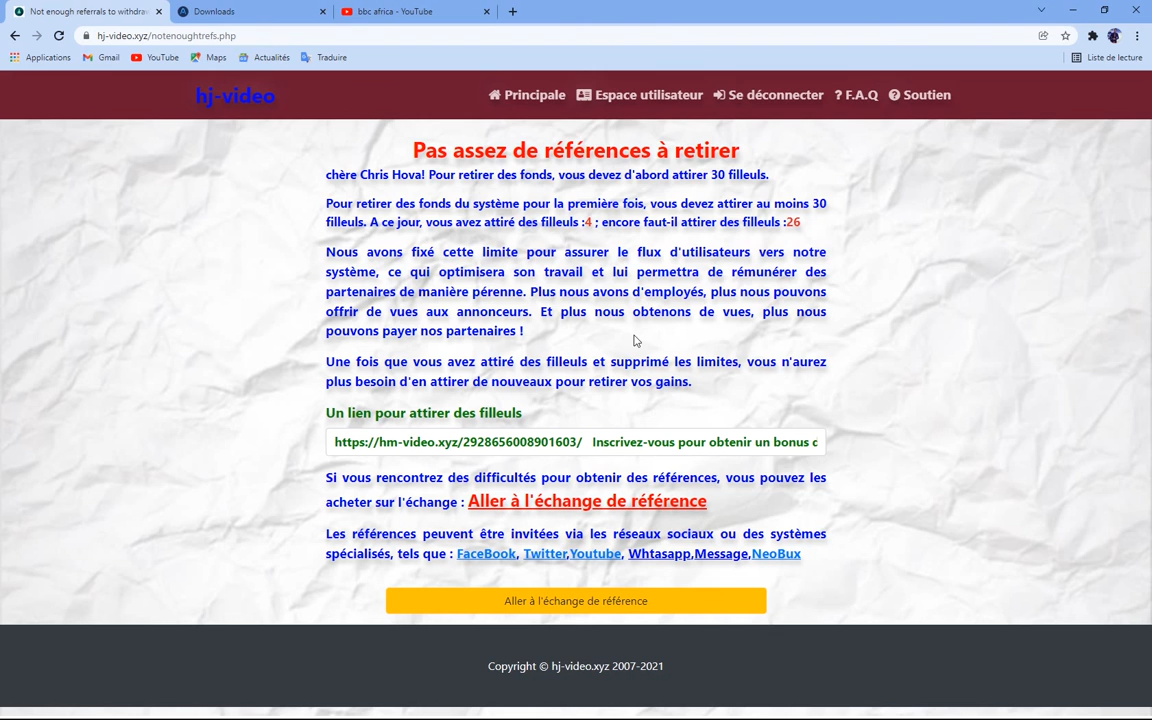 Not enough referrals to withdraw
Downloads
bbc africa - YouTube
hj-video.xyz/notenoughtrefs.php
Applications
Gmail
YouTube
Maps
Actualités
Traduire
Liste de lecture
hj-video
Principale
Espace utilisateur
Se déconnecter
? F.A.Q
Soutien
Pas assez de références à retirer
chère Chris Hova! Pour retirer des fonds, vous devez d'abord attirer 30 filleuls.
Pour retirer des fonds du système pour la première fois, vous devez attirer au moins 30
filleuls. A ce jour, vous avez attiré des filleuls :4 ; encore faut-il attirer des filleuls :26
Nous avons fixé cette limite pour assurer le flux d'utilisateurs vers notre
système, ce qui optimisera son travail et lui permettra de rémunérer des
partenaires de manière pérenne. Plus nous avons d'employés, plus nous pouvons
offrir de vues aux annonceurs. Et plus nous obtenons de vues, plus nous
pouvons payer nos partenaires !
Une fois que vous avez attiré des filleuls et supprimé les limites, vous n'aurez
plus besoin d'en attirer de nouveaux pour retirer vos gains.
Un lien pour attirer des filleuls
https://hm-video.xyz/2928656008901603/ Inscrivez-vous pour obtenir un bonus
Si vous rencontrez des difficultés pour obtenir des références, vous pouvez les
acheter sur l'échange : Aller à l'échange de référence
Les références peuvent être invitées via les réseaux sociaux ou des systèmes
spécialisés, tels que : FaceBook, Twitter,Youtube, Whtasapp,Message,NeoBux
Aller à l'échange de référence
Copyright © hj-video.xyz 2007-2021